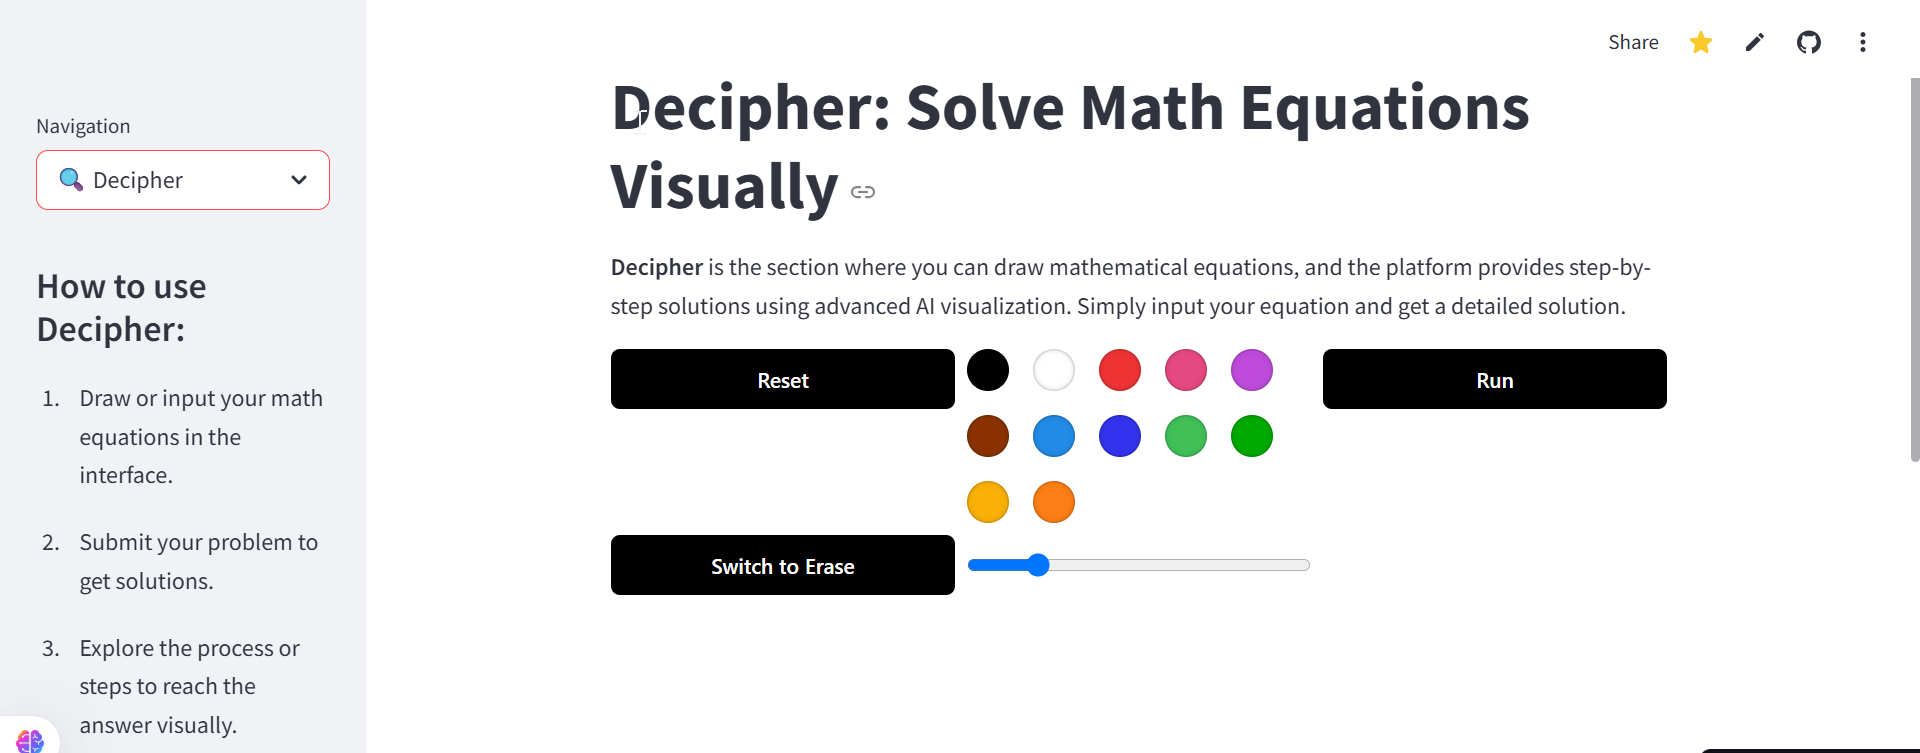 Share
Navigation
Decipher
How to use
Decipher:
1. Draw or input your math
equations in the
interface.
2. Submit your problem to
get solutions.
3. Explore the process or
steps to reach the
answer visually.
Decipher: Solve Math Equations
Visually
Decipher is the section where you can draw mathematical equations, and the platform provides step-by-
step solutions using advanced AI visualization. Simply input your equation and get a detailed solution.
Reset
Run
Switch to Erase